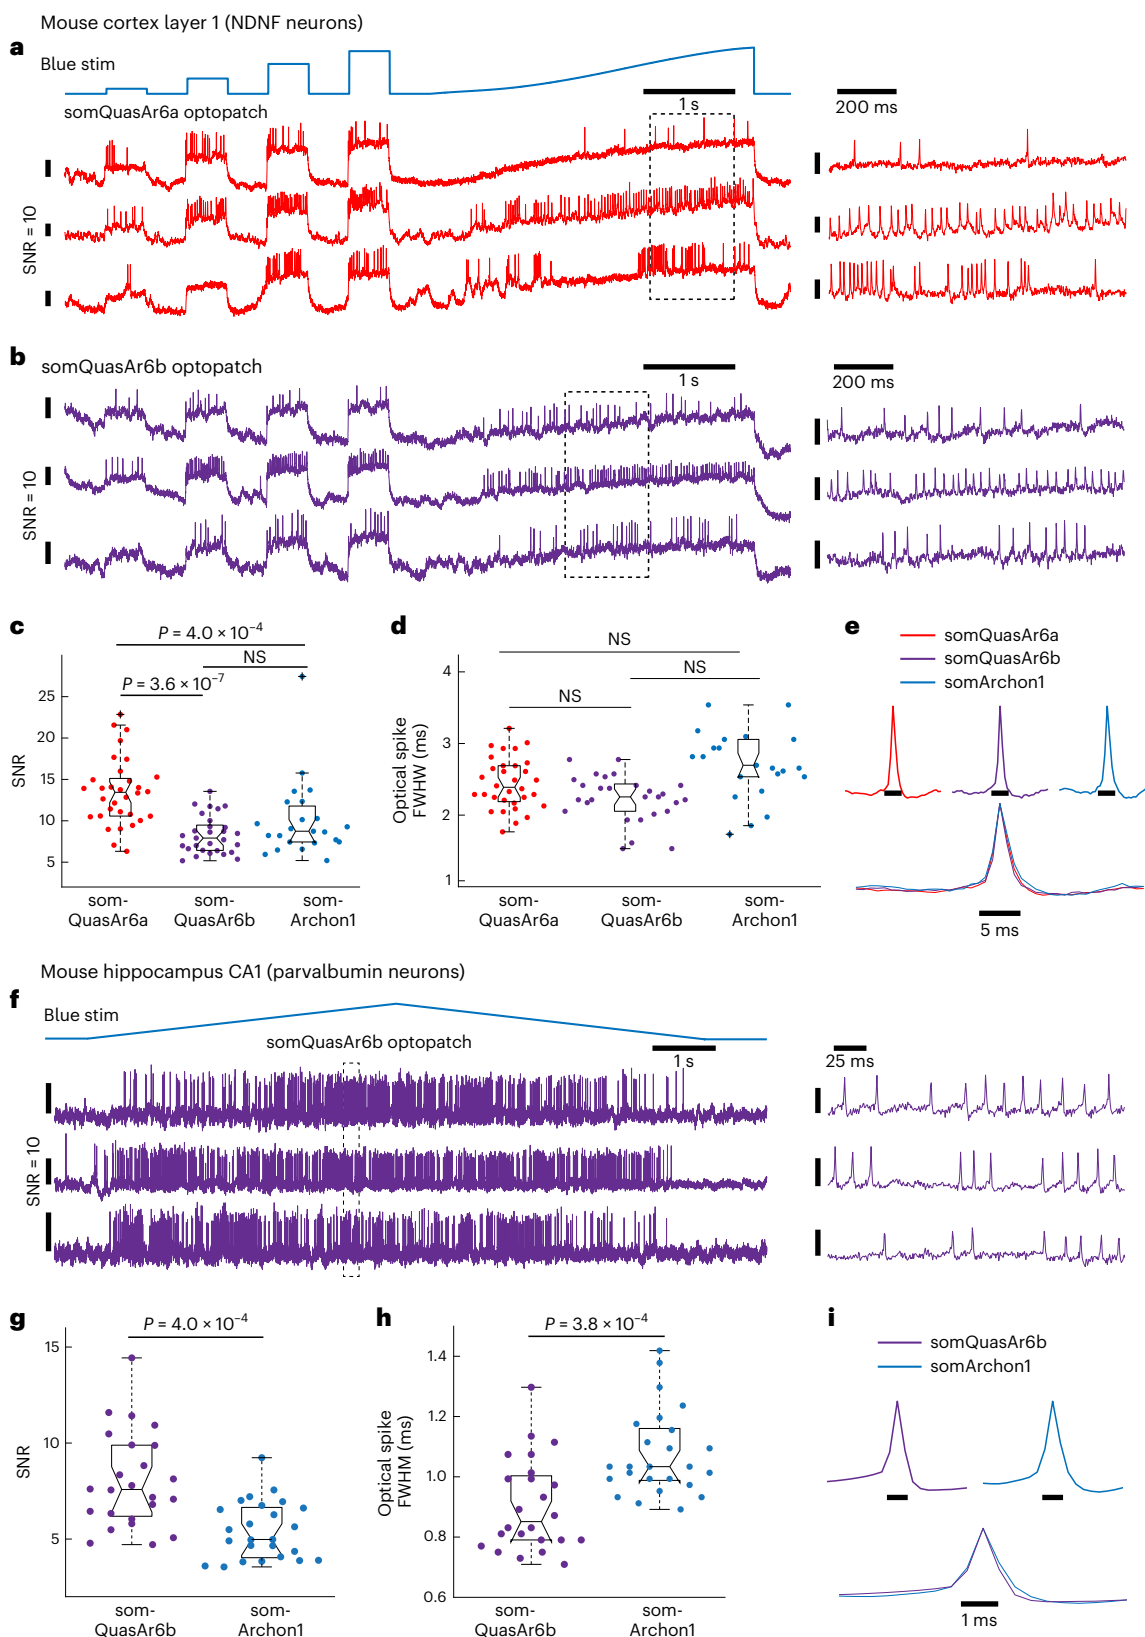 Mouse cortex layer 1 (NDNF neurons)
a
Blue stim
1 s
200 ms
somQuasAr6a optopatch
SNR = 10
b
somQuasAr6b optopatch
1 s
200 ms
SNR = 10
c
P = 4.0 × 10⁻⁴
NS
P = 3.6 × 10⁻⁷
25
20
15
10
5
SNR
som-
QuasAr6a
som-
QuasAr6b
som-
Archon1
d
NS
NS
NS
4
3
2
1
Optical spike
FWHW (ms)
som-
QuasAr6a
som-
QuasAr6b
som-
Archon1
e
somQuasAr6a
somQuasAr6b
somArchon1
5 ms
Mouse hippocampus CA1 (parvalbumin neurons)
f
Blue stim
somQuasAr6b optopatch
1 s
25 ms
SNR = 10
g
P = 4.0 × 10⁻⁴
15
10
5
SNR
som-
QuasAr6b
som-
Archon1
h
P = 3.8 × 10⁻⁴
1.4
1.2
1.0
0.8
0.6
Optical spike
FWHM (ms)
som-
QuasAr6b
som-
Archon1
i
somQuasAr6b
somArchon1
1 ms